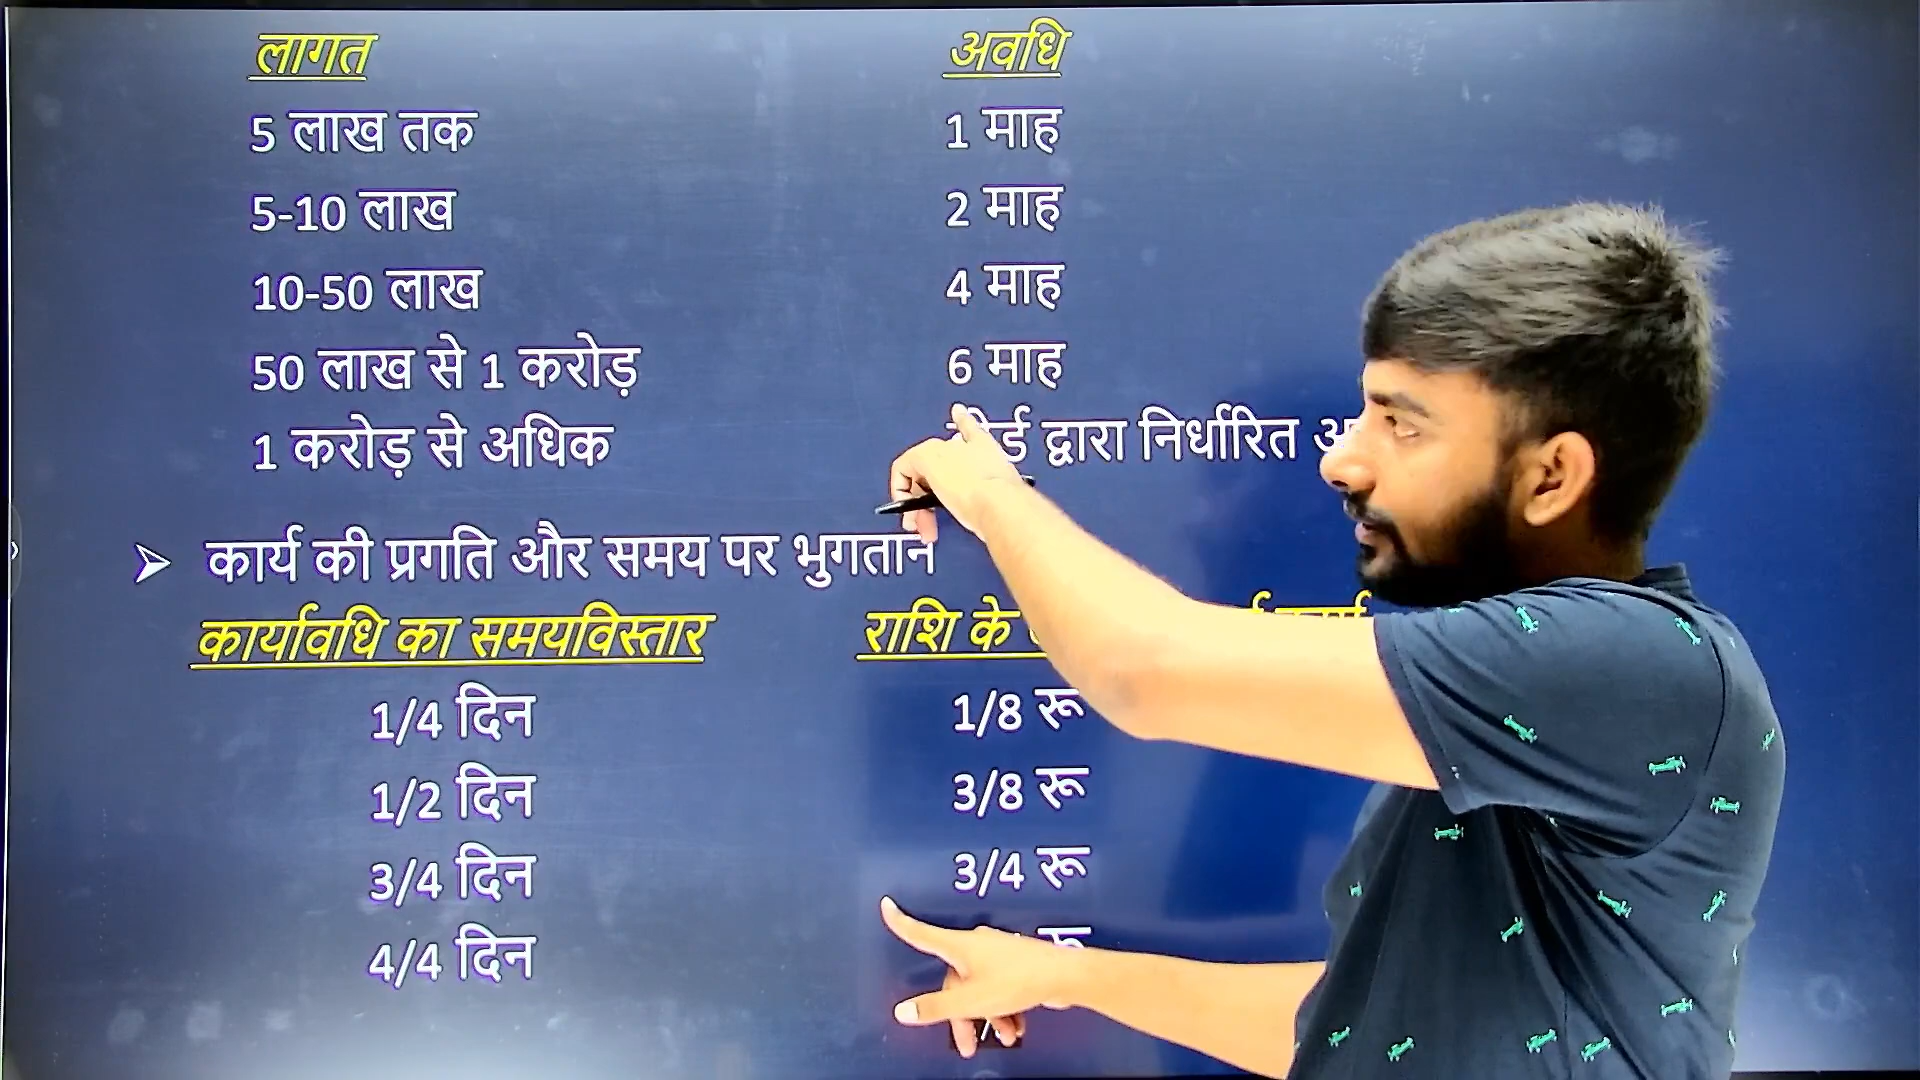 लागत अवधि
5 लाख तक 1 माह
5-10 लाख 2 माह
10-50 लाख 4 माह
50 लाख से 1 करोड़ 6 माह
1 करोड़ से अधिक द्वारा निर्धारित
➢ कार्य की प्रगति और समय पर भुगतान
कार्यावधि का समयविस्तार राशि के
1/4 दिन 1/8 रू
1/2 दिन 3/8 रू
3/4 दिन 3/4 रू
4/4 दिन रू